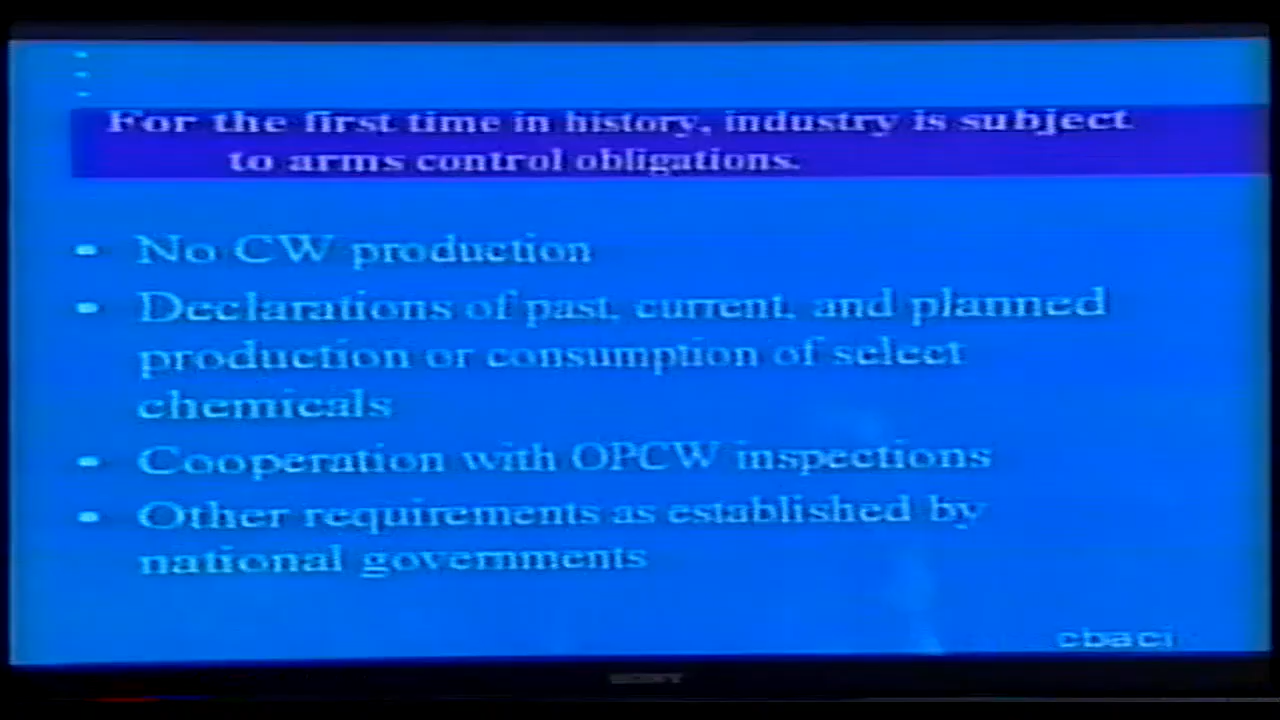 For the first time in history, industry is subject
to arms control obligations.
• No CW production
• Declarations of past, current, and planned
production or consumption of select
chemicals
• Cooperation with OPCW inspections
• Other requirements as established by
national governments
cbaci
SONY